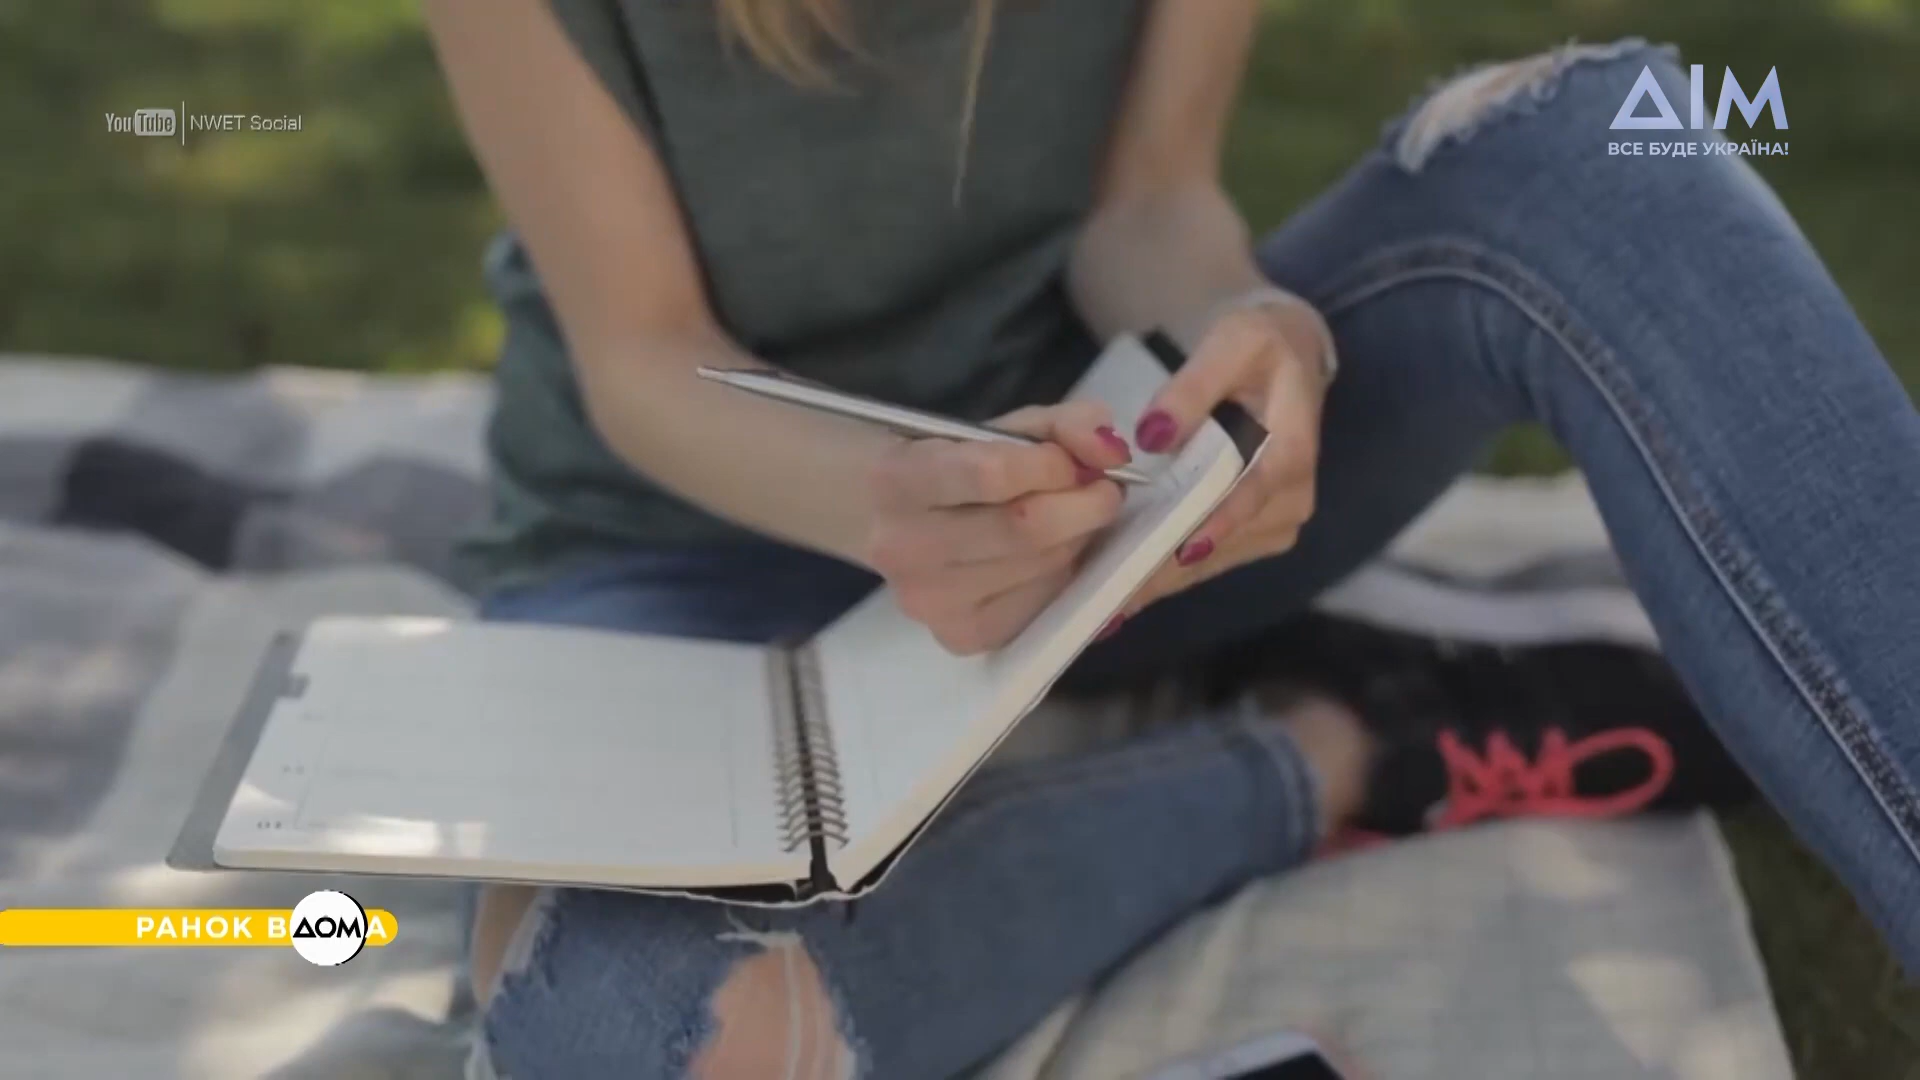 YouTube | NWET Social
ДІМ
ВСЕ БУДЕ УКРАЇНА!
РАНОК В
ДОМА